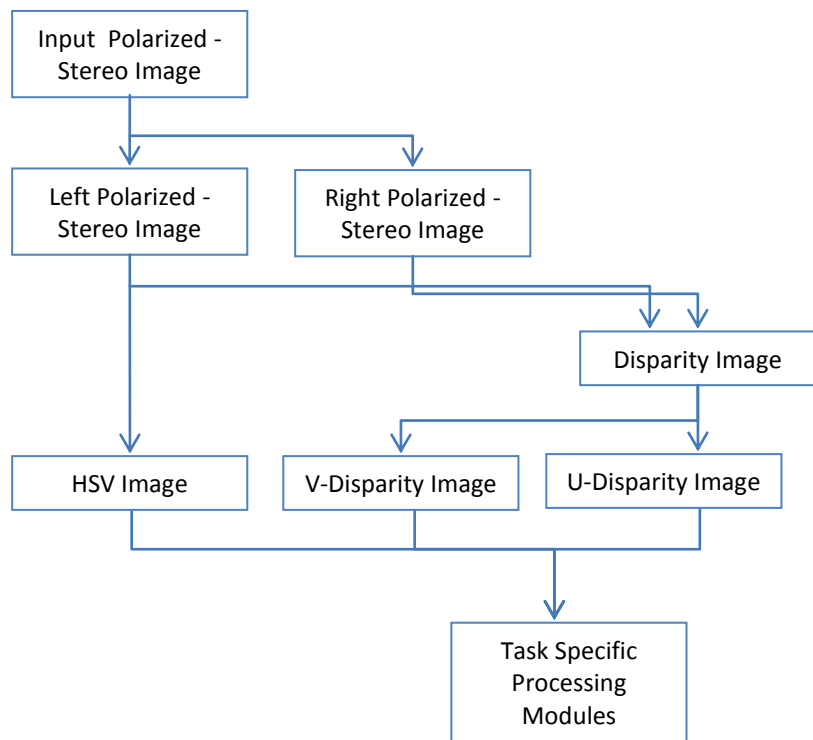 Input  Polarized -
Stereo Image
Left Polarized -
Stereo Image
Right Polarized -
Stereo Image
Disparity Image
HSV Image
V-Disparity Image
U-Disparity Image
Task Specific
Processing
Modules